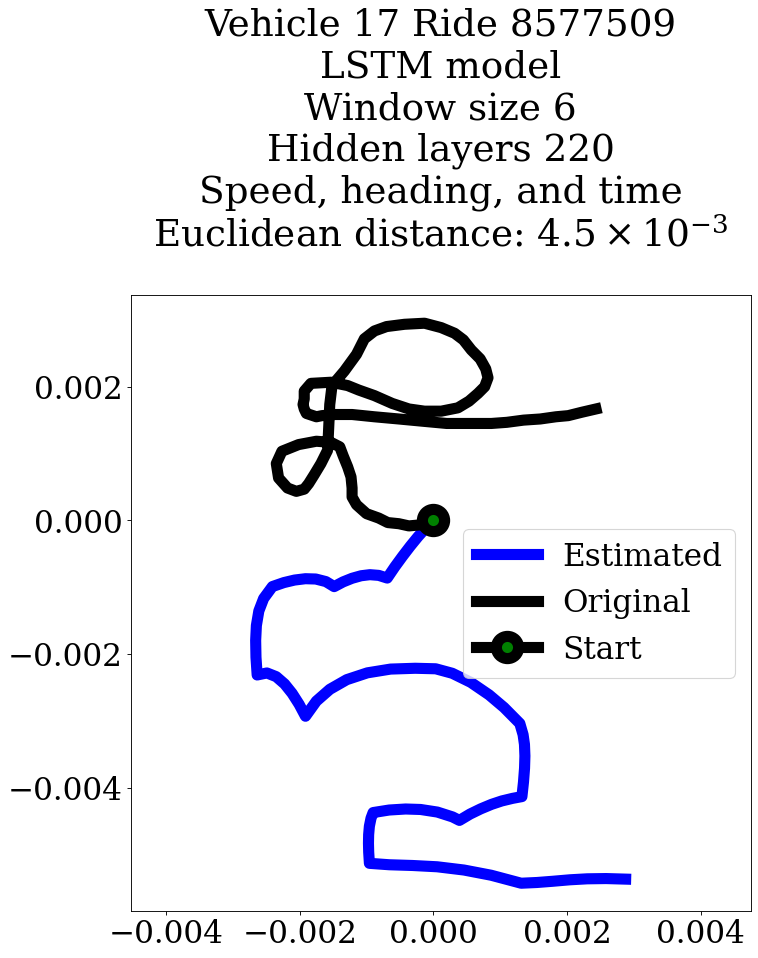 Vehicle 17 Ride 8577509
LSTM model
Window size 6
Hidden layers 220
Speed, heading, and time
Euclidean distance: 4.5 × 10⁻³
0.002
0.000
−0.002
−0.004
Estimated
Original
Start
−0.004 −0.002 0.000 0.002 0.004